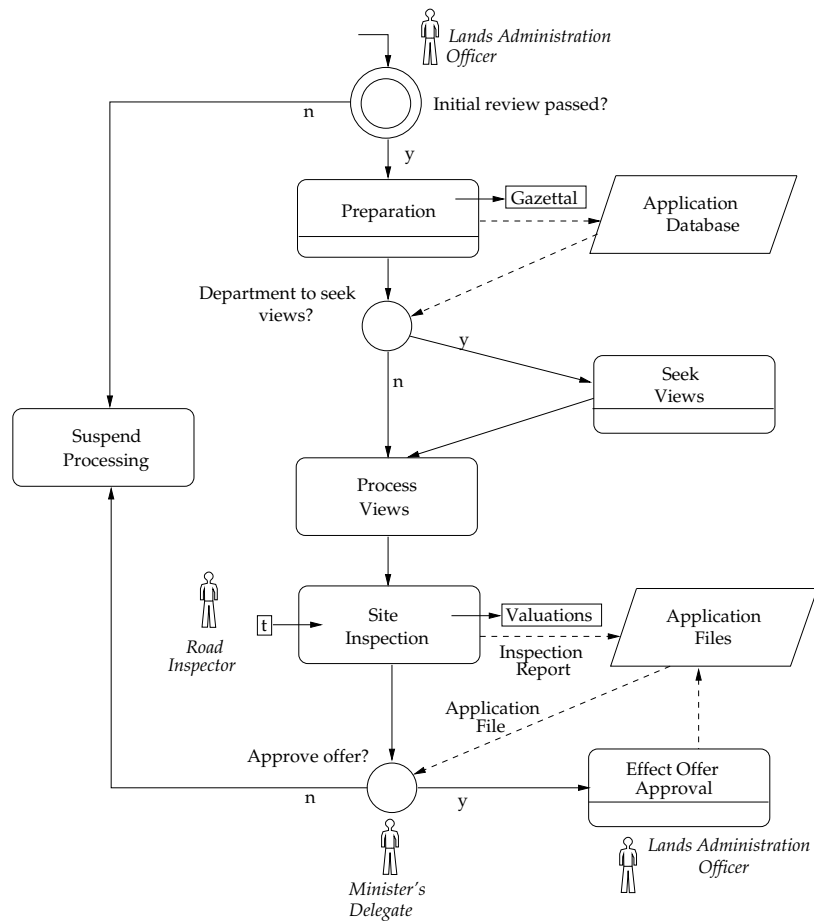 Lands Administration
Officer
n
Initial review passed?
y
Preparation
Gazettal
Application
Database
Department to seek
views?
y
Seek
Views
n
Suspend
Processing
Process
Views
t
Site
Inspection
Valuations
Application
Files
Road
Inspector
Inspection
Report
Application
File
Approve offer?
Effect Offer
Approval
n
y
Minister's
Delegate
Lands Administration
Officer